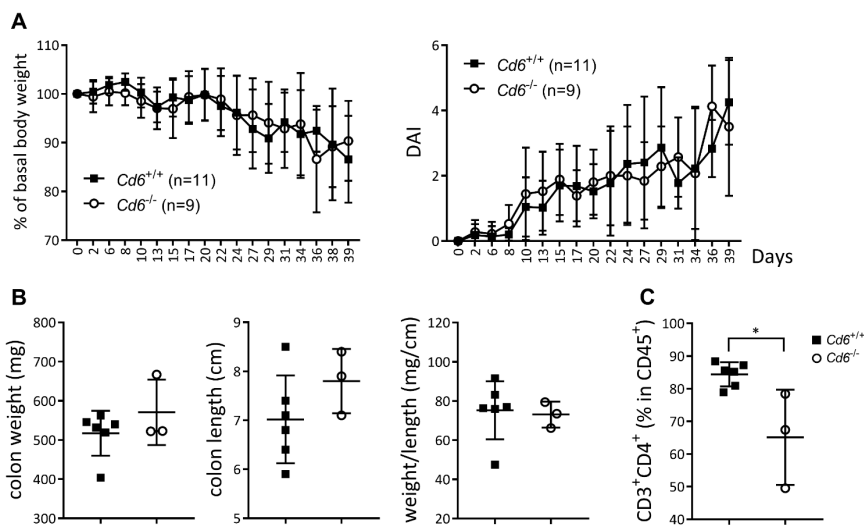 A
% of basal body weight
110
100
90
80
70
Cd6+/+ (n=11)
Cd6-/- (n=9)
0 2 6 8 10 13 15 17 20 22 24 27 29 31 34 36 38 39
DAI
6
4
2
0
Cd6+/+ (n=11)
Cd6-/- (n=9)
0 2 6 8 10 13 15 17 20 22 24 27 29 31 34 36 39
Days
B
colon weight (mg)
800
700
600
500
400
300
colon length (cm)
9
8
7
6
5
weight/length (mg/cm)
120
100
80
60
40
20
C
CD3+CD4+ (% in CD45+)
100
90
80
70
60
50
40
*
Cd6+/+
Cd6-/-